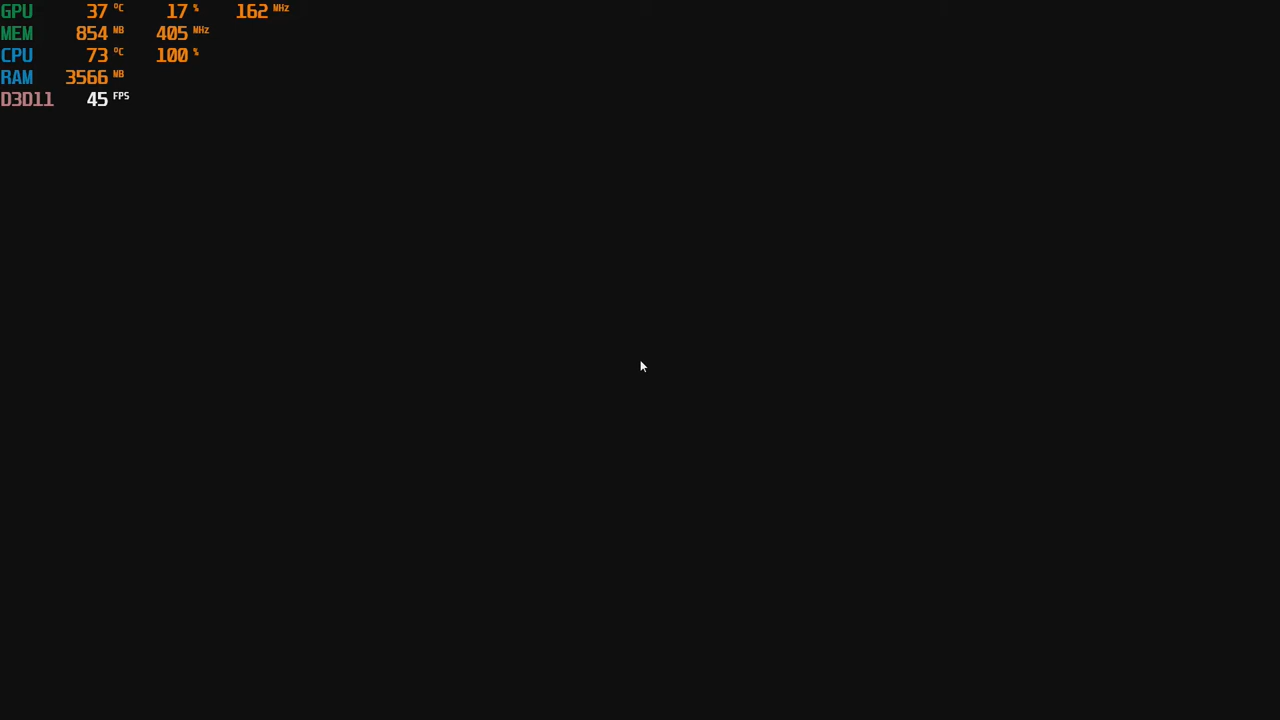 GPU 37 °C 17 % 162 MHz
MEM 854 MB 405 MHz
CPU 73 °C 100 %
RAM 3566 MB
D3D11 45 FPS